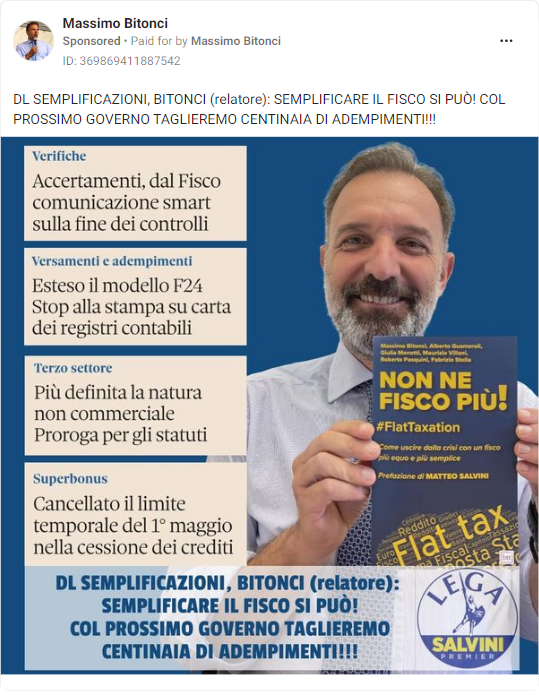 Massimo Bitonci
Sponsored • Paid for by Massimo Bitonci
ID: 369869411887542
DL SEMPLIFICAZIONI, BITONCI (relatore): SEMPLIFICARE IL FISCO SI PUÒ! COL
PROSSIMO GOVERNO TAGLIEREMO CENTINAIA DI ADEMPIMENTI!!!
Verifiche
Accertamenti, dal Fisco
comunicazione smart
sulla fine dei controlli
Versamenti e adempimenti
Esteso il modello F24
Stop alla stampa su carta
dei registri contabili
Terzo settore
Più definita la natura
non commerciale
Proroga per gli statuti
Superbonus
Cancellato il limite
temporale del 1° maggio
nella cessione dei crediti
Massimo Bitonci, Alberto Gusmeroli,
Giulia Menotti, Maurizio Villani,
Roberto Pasquini, Fabrizio Stella
NON NE
FISCO PIÙ!
#FlatTaxation
Come uscire dalla crisi con un fisco
più equo e più semplice
Prefazione di MATTEO SALVINI
Reddito
Flat tax
Fiscal
DL SEMPLIFICAZIONI, BITONCI (relatore):
SEMPLIFICARE IL FISCO SI PUÒ!
COL PROSSIMO GOVERNO TAGLIEREMO
CENTINAIA DI ADEMPIMENTI!!!
LEGA
SALVINI
PREMIER